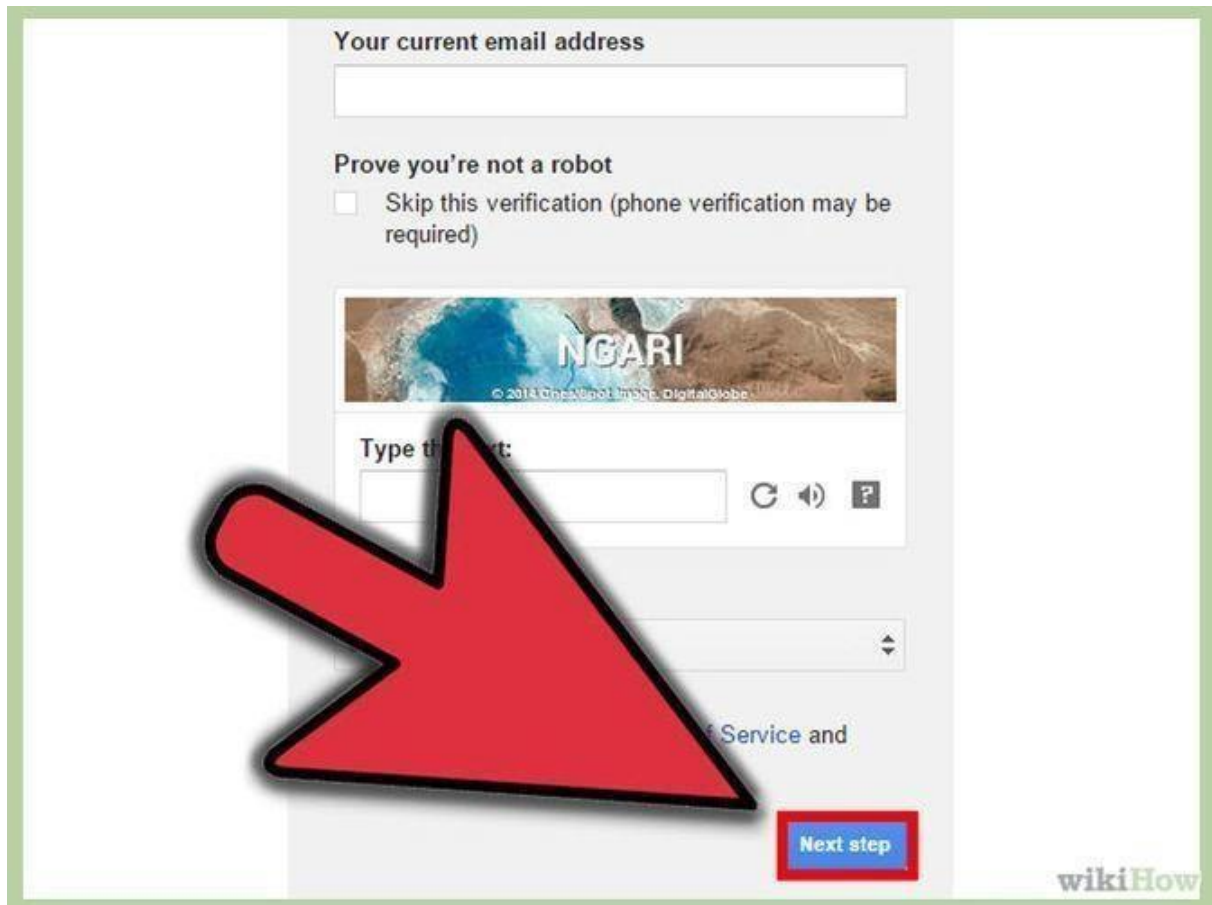 Your current email address
Prove you're not a robot
Skip this verification (phone verification may be
required)
NGARI
© 2014 Cnes/Spot Image, DigitalGlobe
Type
?
Service and
Next step
wikiHow